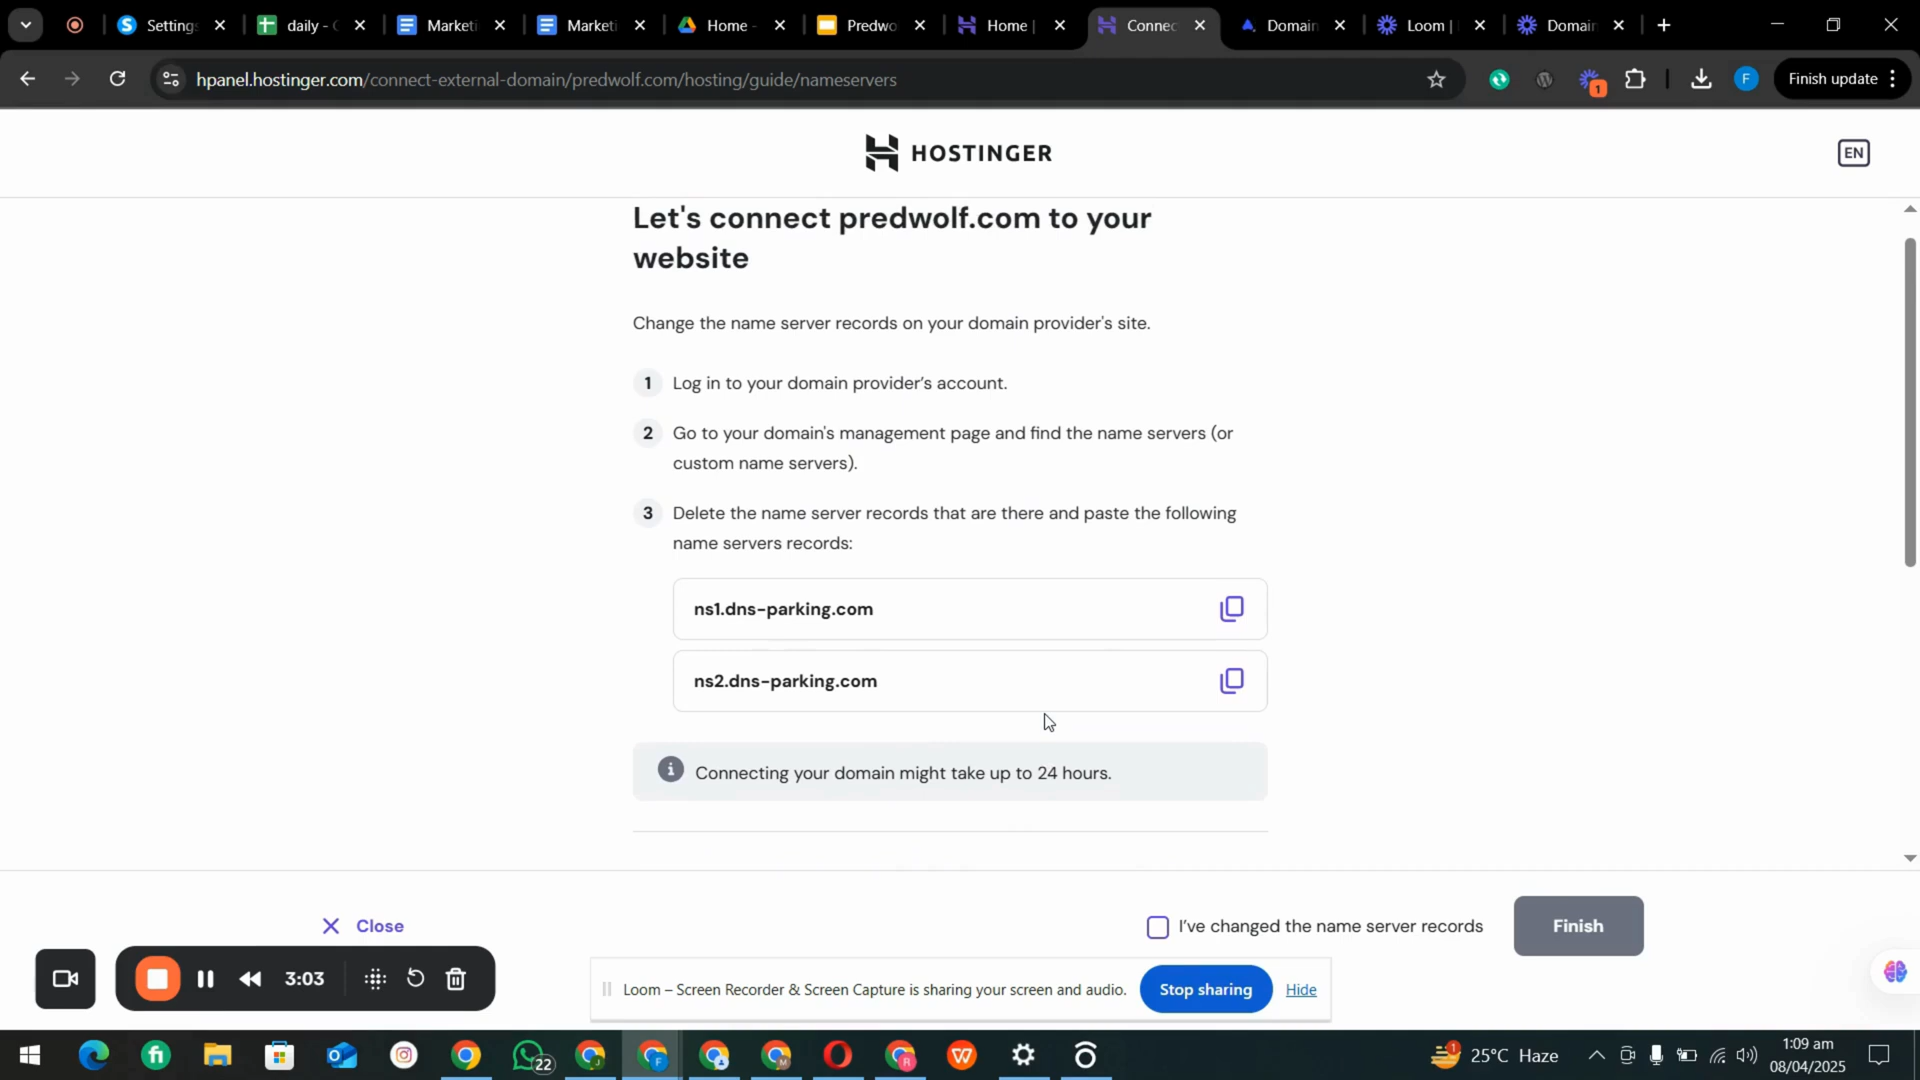 Settings
daily - 
Marketi
Marketi
Home -
Predwo
Home |
Connec
Domain
Loom |
Domain
hpanel.hostinger.com/connect-external-domain/predwolf.com/hosting/guide/nameservers
1
F
Finish update
HOSTINGER
EN
Let's connect predwolf.com to your
website
Change the name server records on your domain provider's site.
1 Log in to your domain provider’s account.
2 Go to your domain's management page and find the name servers (or
custom name servers).
3 Delete the name server records that are there and paste the following
name servers records:
ns1.dns-parking.com
ns2.dns-parking.com
Connecting your domain might take up to 24 hours.
Close
I’ve changed the name server records
Finish
3:03
Loom – Screen Recorder & Screen Capture is sharing your screen and audio.
Stop sharing
Hide
22
1
25°C Haze
1:09 am
08/04/2025